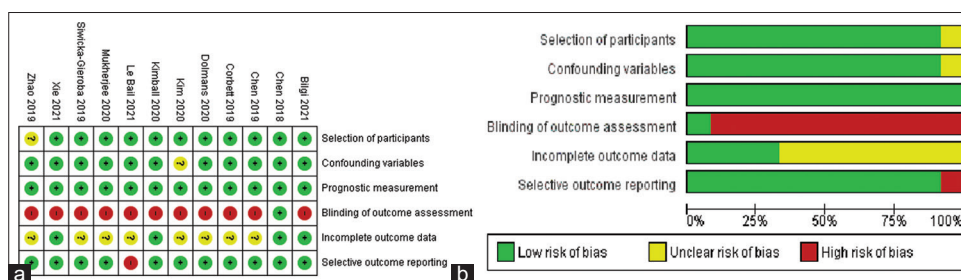 Zhao 2019
Xie 2021
Siwicka-Gieroba 2019
Mukherjee 2020
Le Bail 2021
Kimball 2020
Kim 2020
Dolmans 2020
Corbett 2019
Chen 2019
Chen 2018
Bilgi 2021
? + + + + + + + + + + + Selection of participants
+ + + + + + ? + + + + + Confounding variables
+ + + + + + + + + + + + Prognostic measurement
- - - - - - - - - - + - Blinding of outcome assessment
? + ? ? ? + ? ? ? ? + + Incomplete outcome data
+ + + + - + + + + + + + Selective outcome reporting
a
Selection of participants
Confounding variables
Prognostic measurement
Blinding of outcome assessment
Incomplete outcome data
Selective outcome reporting
0% 25% 50% 75% 100%
Low risk of bias Unclear risk of bias High risk of bias
b